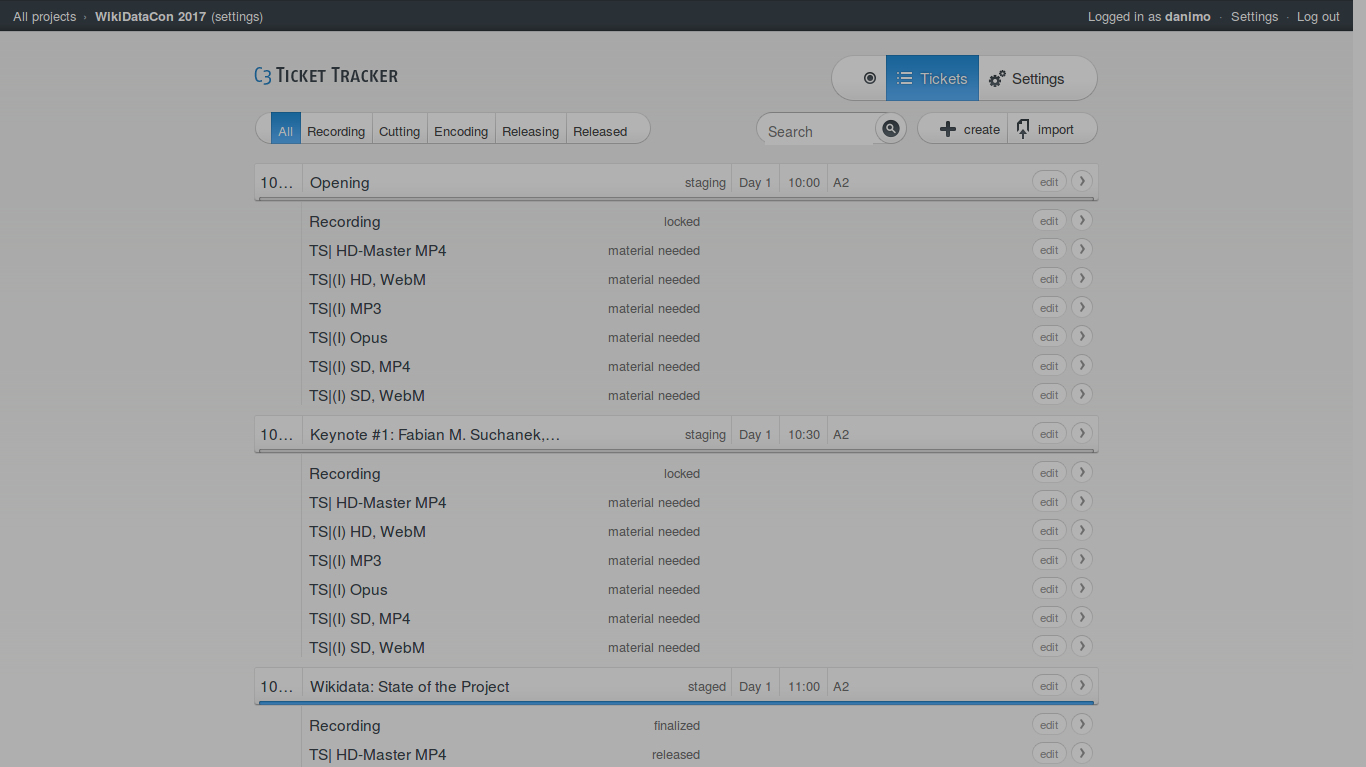 All projects › WikiDataCon 2017 (settings) Logged in as danimo · Settings · Log out
C3 TICKET TRACKER Tickets Settings
All Recording Cutting Encoding Releasing Released Search create import
10… Opening staging Day 1 10:00 A2 edit
Recording locked edit
TS| HD-Master MP4 material needed edit
TS|(I) HD, WebM material needed edit
TS|(I) MP3 material needed edit
TS|(I) Opus material needed edit
TS|(I) SD, MP4 material needed edit
TS|(I) SD, WebM material needed edit
10… Keynote #1: Fabian M. Suchanek,… staging Day 1 10:30 A2 edit
Recording locked edit
TS| HD-Master MP4 material needed edit
TS|(I) HD, WebM material needed edit
TS|(I) MP3 material needed edit
TS|(I) Opus material needed edit
TS|(I) SD, MP4 material needed edit
TS|(I) SD, WebM material needed edit
10… Wikidata: State of the Project staged Day 1 11:00 A2 edit
Recording finalized edit
TS| HD-Master MP4 released edit